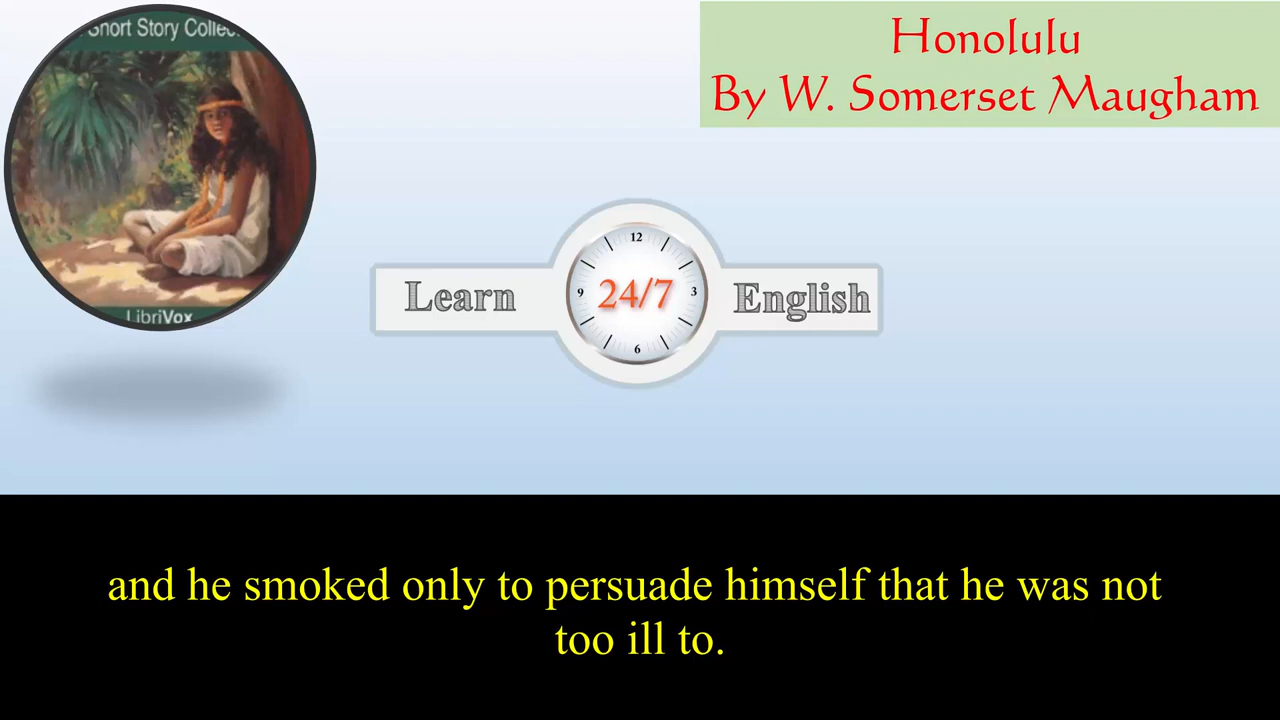 Short Story Collec
Honolulu
By W. Somerset Maugham
12
Learn
9
24/7
3
English
6
LibriVox
and he smoked only to persuade himself that he was not
too ill to.